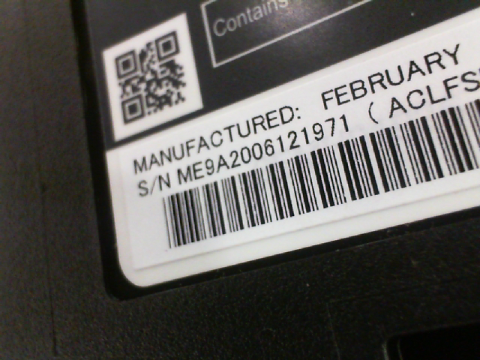 Contains
MANUFACTURED: FEBRUARY
S/N ME9A2006121971 ( ACLFS